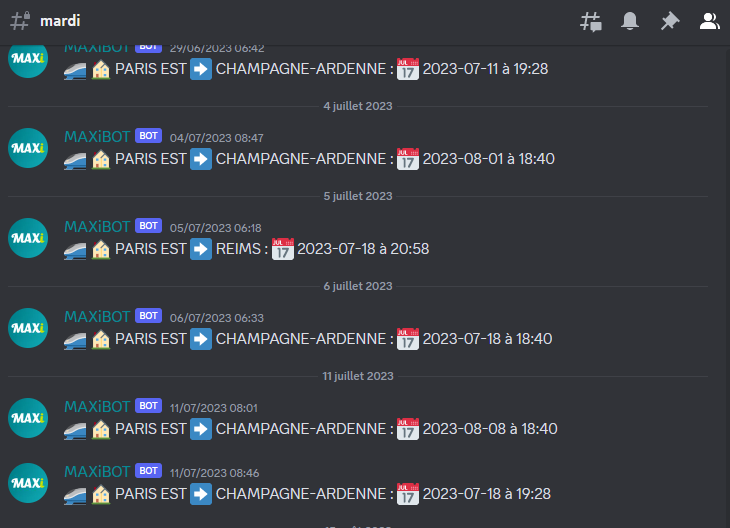 mardi
MAXiBOT BOT 29/06/2023 06:42
PARIS EST ➡️ CHAMPAGNE-ARDENNE : 📅 2023-07-11 à 19:28
4 juillet 2023
MAXi
MAXiBOT BOT 04/07/2023 08:47
PARIS EST ➡️ CHAMPAGNE-ARDENNE : 📅 2023-08-01 à 18:40
5 juillet 2023
MAXi
MAXiBOT BOT 05/07/2023 06:18
PARIS EST ➡️ REIMS : 📅 2023-07-18 à 20:58
6 juillet 2023
MAXi
MAXiBOT BOT 06/07/2023 06:33
PARIS EST ➡️ CHAMPAGNE-ARDENNE : 📅 2023-07-18 à 18:40
11 juillet 2023
MAXi
MAXiBOT BOT 11/07/2023 08:01
PARIS EST ➡️ CHAMPAGNE-ARDENNE : 📅 2023-08-08 à 18:40
MAXi
MAXiBOT BOT 11/07/2023 08:46
PARIS EST ➡️ CHAMPAGNE-ARDENNE : 📅 2023-07-18 à 19:28